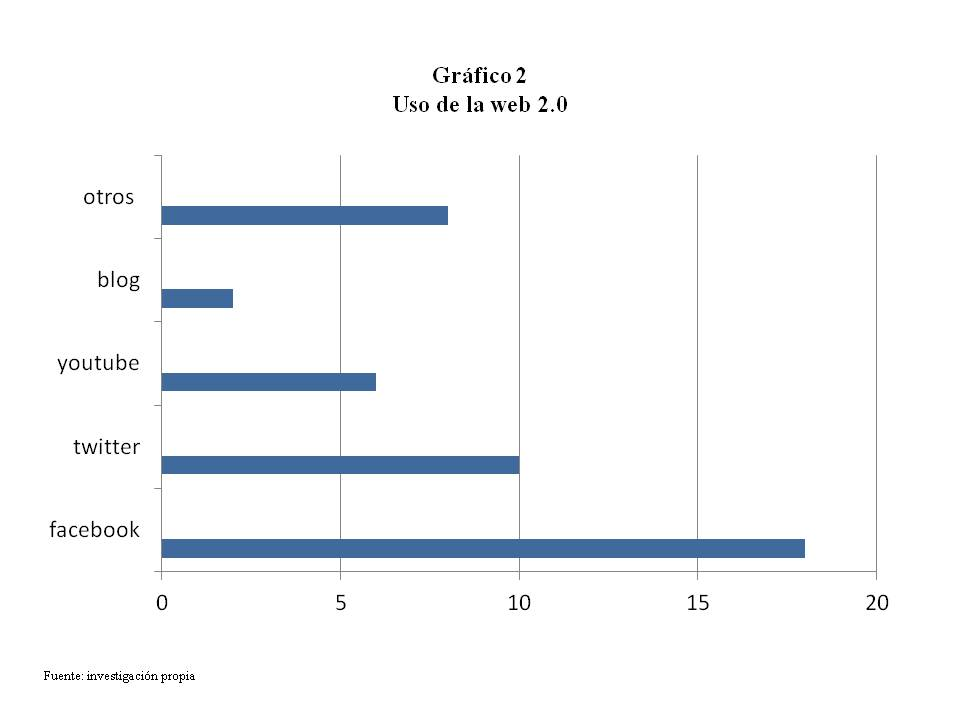 Gráfico 2
Uso de la web 2.0
otros
blog
youtube
twitter
facebook
0 5 10 15 20
Fuente: investigación propia